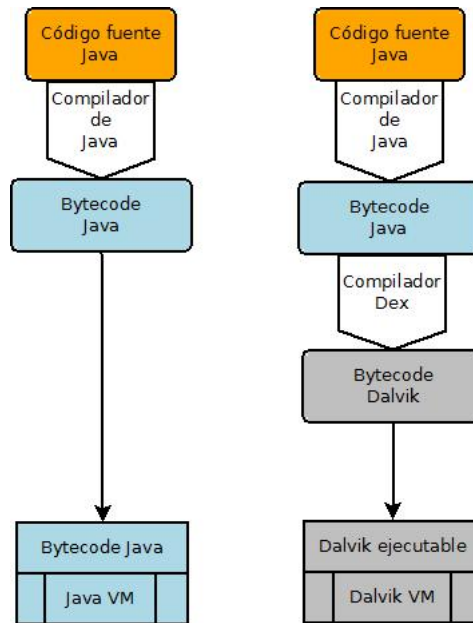 Código fuente
Java
Compilador
de
Java
Bytecode
Java
Bytecode Java
Java VM
Código fuente
Java
Compilador
de
Java
Bytecode
Java
Compilador
Dex
Bytecode
Dalvik
Dalvik ejecutable
Dalvik VM